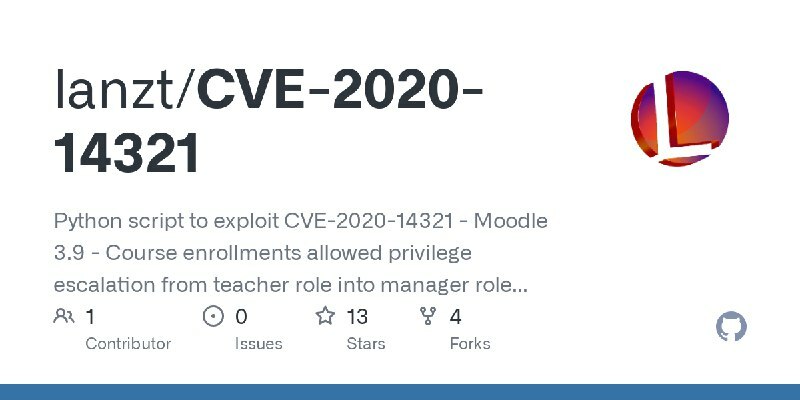 lanzt/CVE-2020-
14321
Python script to exploit CVE-2020-14321 - Moodle
3.9 - Course enrollments allowed privilege
escalation from teacher role into manager role...
1 0 13 4
Contributor Issues Stars Forks